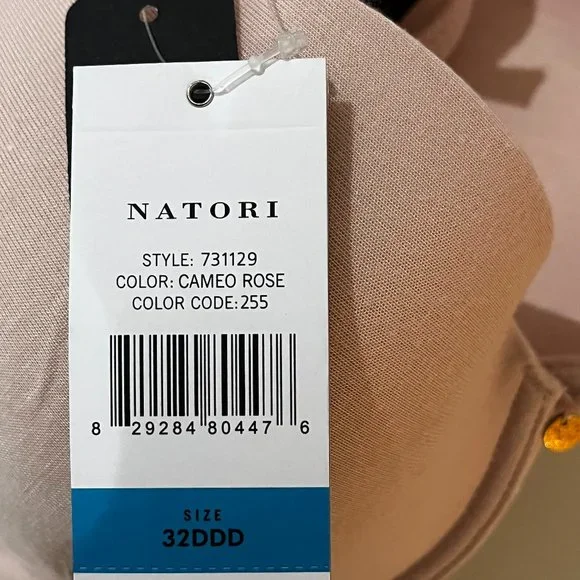 NATORI
STYLE: 731129
COLOR: CAMEO ROSE
COLOR CODE: 255
8 29284 80447 6
SIZE
32DDD